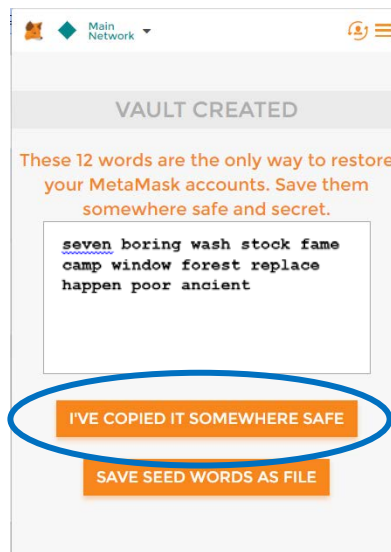 Main
Network
VAULT CREATED
These 12 words are the only way to restore
your MetaMask accounts. Save them
somewhere safe and secret.
seven boring wash stock fame
camp window forest replace
happen poor ancient
I'VE COPIED IT SOMEWHERE SAFE
SAVE SEED WORDS AS FILE